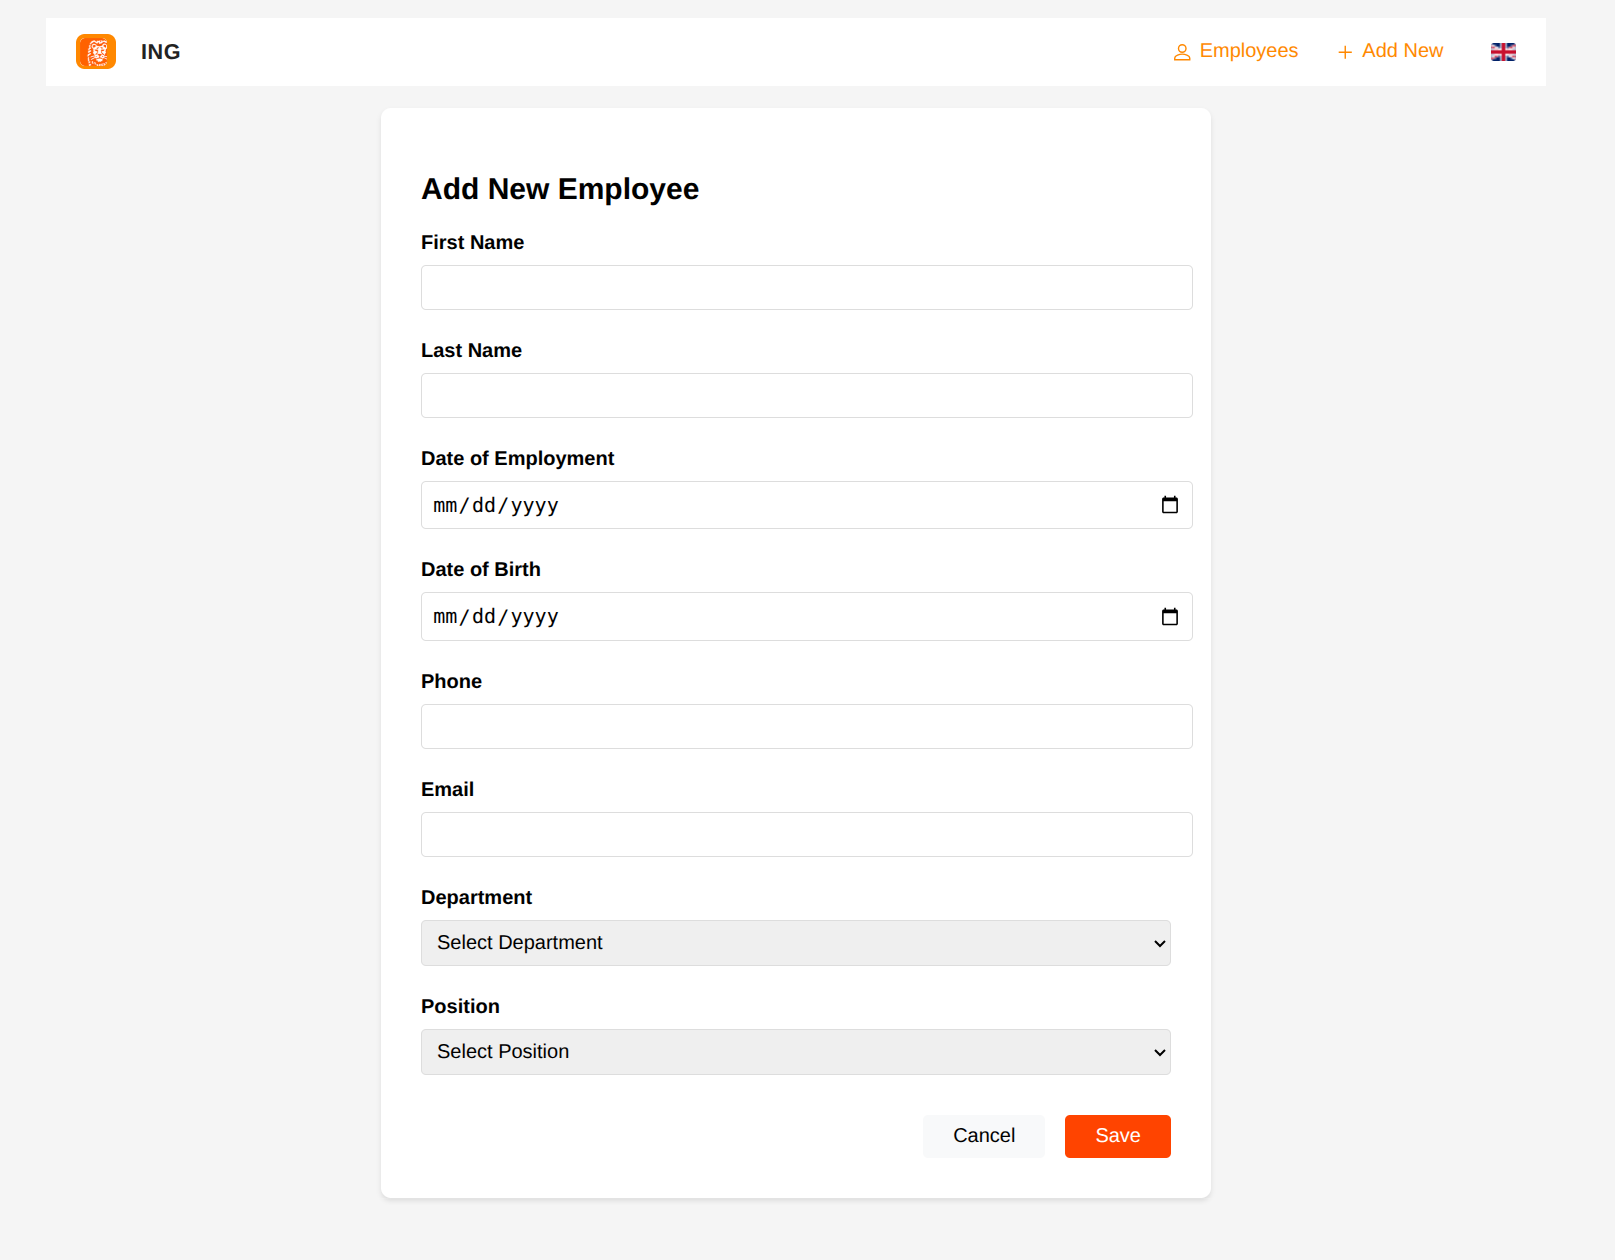 ING
Employees
Add New
Add New Employee
First Name
Last Name
Date of Employment
mm/dd/yyyy
Date of Birth
mm/dd/yyyy
Phone
Email
Department
Select Department
Position
Select Position
Cancel
Save